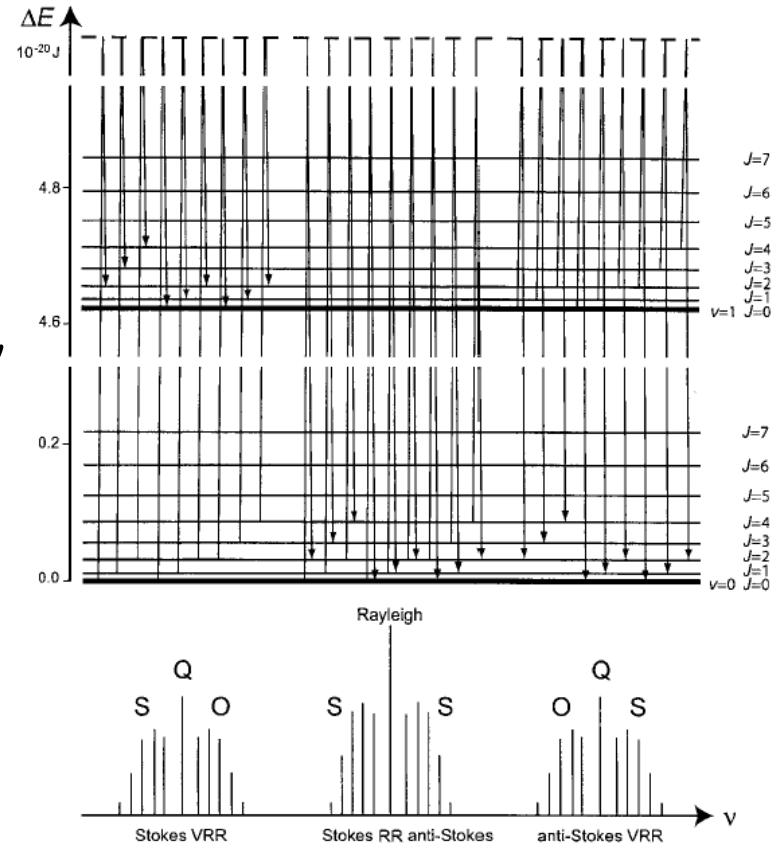 ΔE
10⁻²⁰J
J=7
4.8
J=6
J=5
J=4
J=3
J=2
J=1
4.6
v=1 J=0
J=7
0.2
J=6
J=5
J=4
J=3
J=2
J=1
0.0
v=0 J=0
Rayleigh
Q Q
S O S S O S
ν
Stokes VRR Stokes RR anti-Stokes anti-Stokes VRR